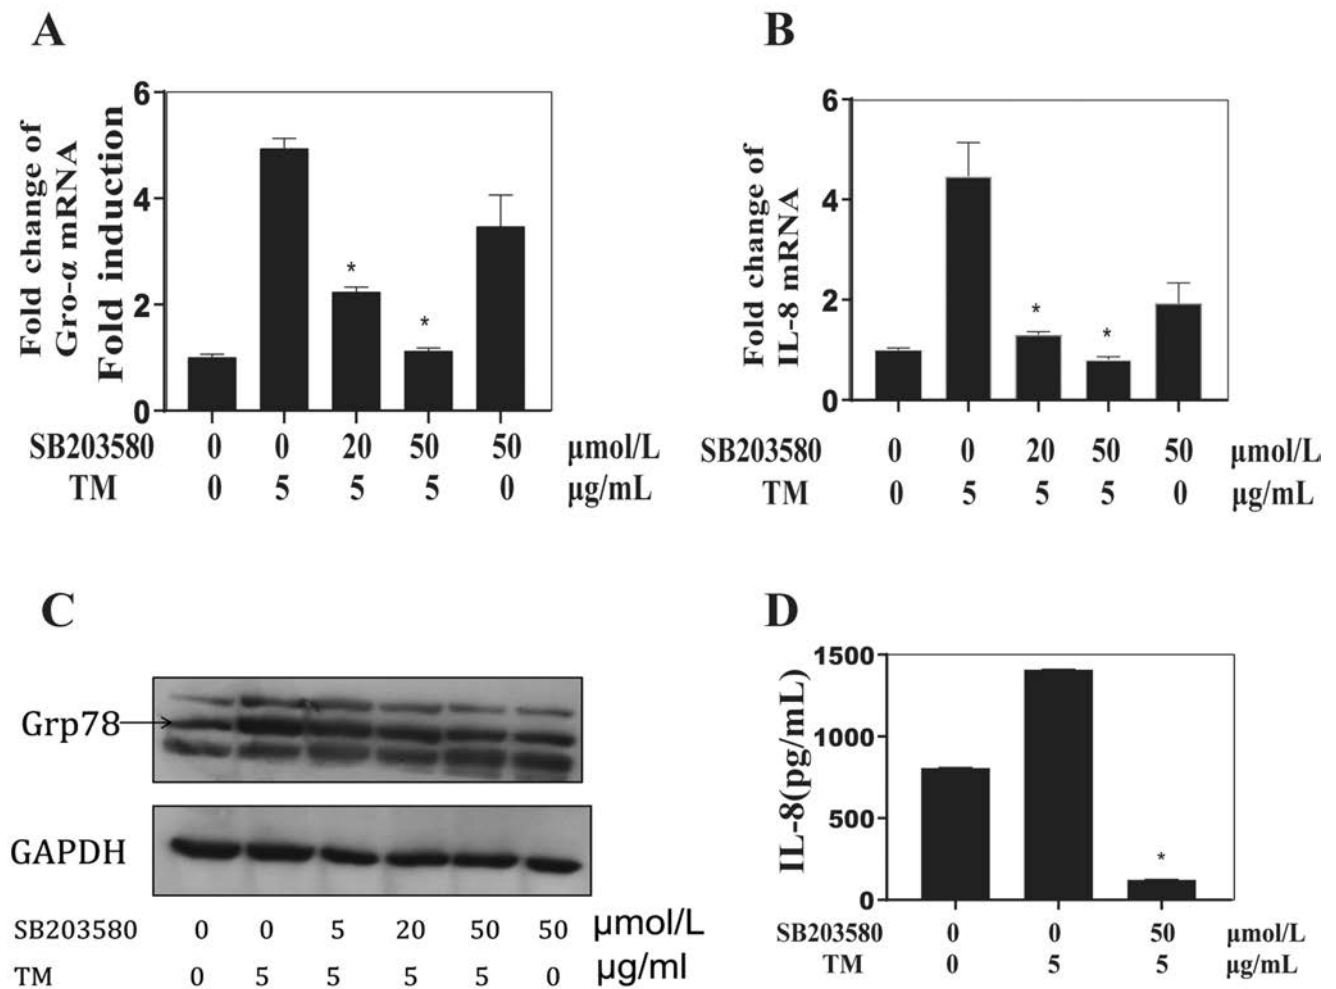 A
Fold change of
Gro-α mRNA
Fold induction
6
4
2
0
*
*
SB203580 0 0 20 50 50 μmol/L
TM 0 5 5 5 0 μg/mL
B
Fold change of
IL-8 mRNA
6
4
2
0
*
*
SB203580 0 0 20 50 50 μmol/L
TM 0 5 5 5 0 μg/mL
C
Grp78
GAPDH
SB203580 0 0 5 20 50 50 μmol/L
TM 0 5 5 5 5 0 μg/ml
D
IL-8(pg/mL)
1500
1000
500
0
*
SB203580 0 0 50 μmol/L
TM 0 5 5 μg/mL